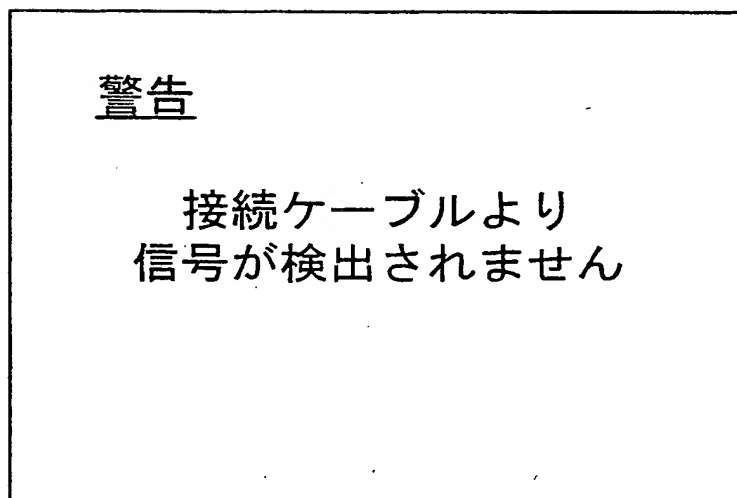 警告
接続ケーブルより
信号が検出されません